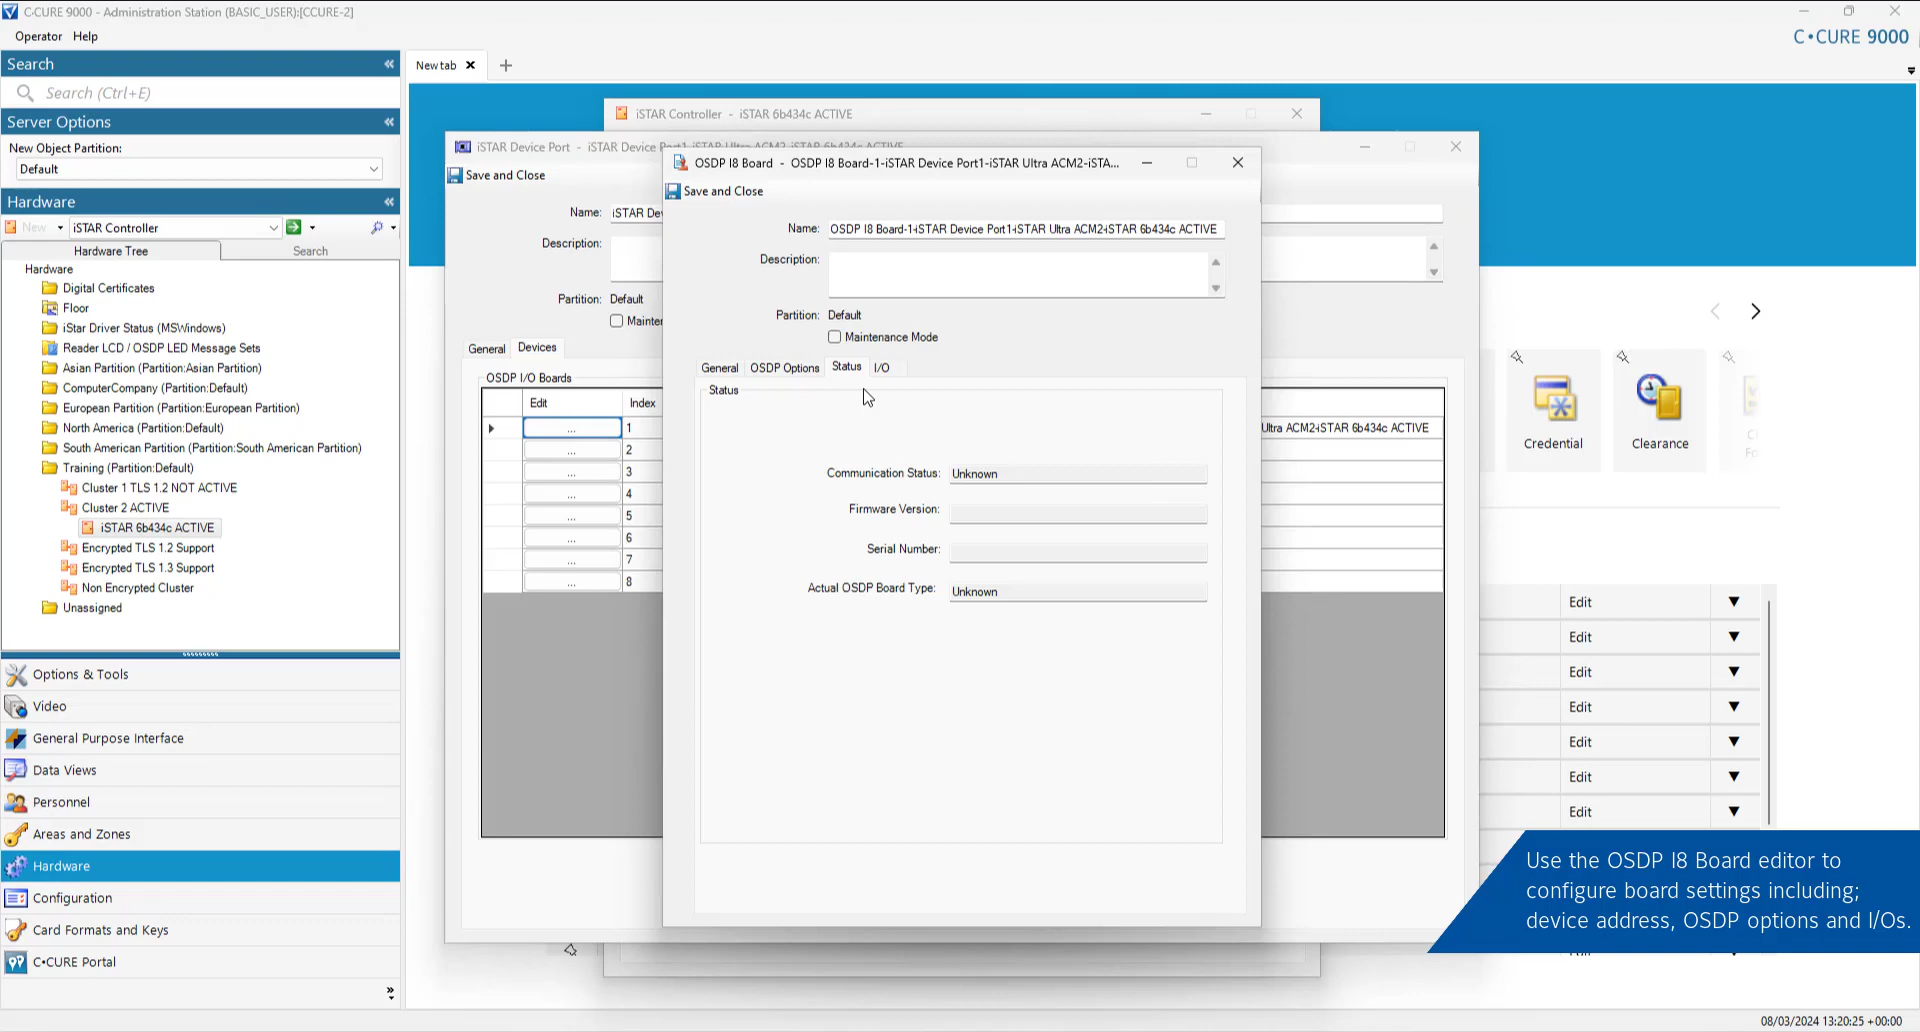 C•CURE 9000 - Administration Station (BASIC_USER):[CCURE-2]
Operator Help
C•CURE 9000
Search
Search (Ctrl+E)
Server Options
New Object Partition:
Default
Hardware
New
iSTAR Controller
Hardware Tree
Search
Hardware
Digital Certificates
Floor
iStar Driver Status (MSWindows)
Reader LCD / OSDP LED Message Sets
Asian Partition (Partition:Asian Partition)
ComputerCompany (Partition:Default)
European Partition (Partition:European Partition)
North America (Partition:Default)
South American Partition (Partition:South American Partition)
Training (Partition:Default)
Cluster 1 TLS 1.2 NOT ACTIVE
Cluster 2 ACTIVE
iSTAR 6b434c ACTIVE
Encrypted TLS 1.2 Support
Encrypted TLS 1.3 Support
Non Encrypted Cluster
Unassigned
Options & Tools
Video
General Purpose Interface
Data Views
Personnel
Areas and Zones
Hardware
Configuration
Card Formats and Keys
C•CURE Portal
New tab
iSTAR Controller - iSTAR 6b434c ACTIVE
iSTAR Device Port - iSTAR Device Port1-iSTAR Ultra ACM2-iSTAR 6b434c ACTIVE
Save and Close
Name: iSTAR De
Description:
Partition: Default
Mainten
General Devices
OSDP I/O Boards
Edit Index
... 1
... 2
... 3
... 4
... 5
... 6
... 7
... 8
Ultra ACM2-iSTAR 6b434c ACTIVE
OSDP I8 Board - OSDP I8 Board-1-iSTAR Device Port1-iSTAR Ultra ACM2-iSTA...
Save and Close
Name: OSDP I8 Board-1-iSTAR Device Port1-iSTAR Ultra ACM2-iSTAR 6b434c ACTIVE
Description:
Partition: Default
Maintenance Mode
General OSDP Options Status I/O
Status
Communication Status: Unknown
Firmware Version:
Serial Number:
Actual OSDP Board Type: Unknown
Credential
Clearance
Edit
Edit
Edit
Edit
Edit
Edit
Edit
Use the OSDP I8 Board editor to
configure board settings including;
device address, OSDP options and I/Os.
08/03/2024 13:20:25 +00:00